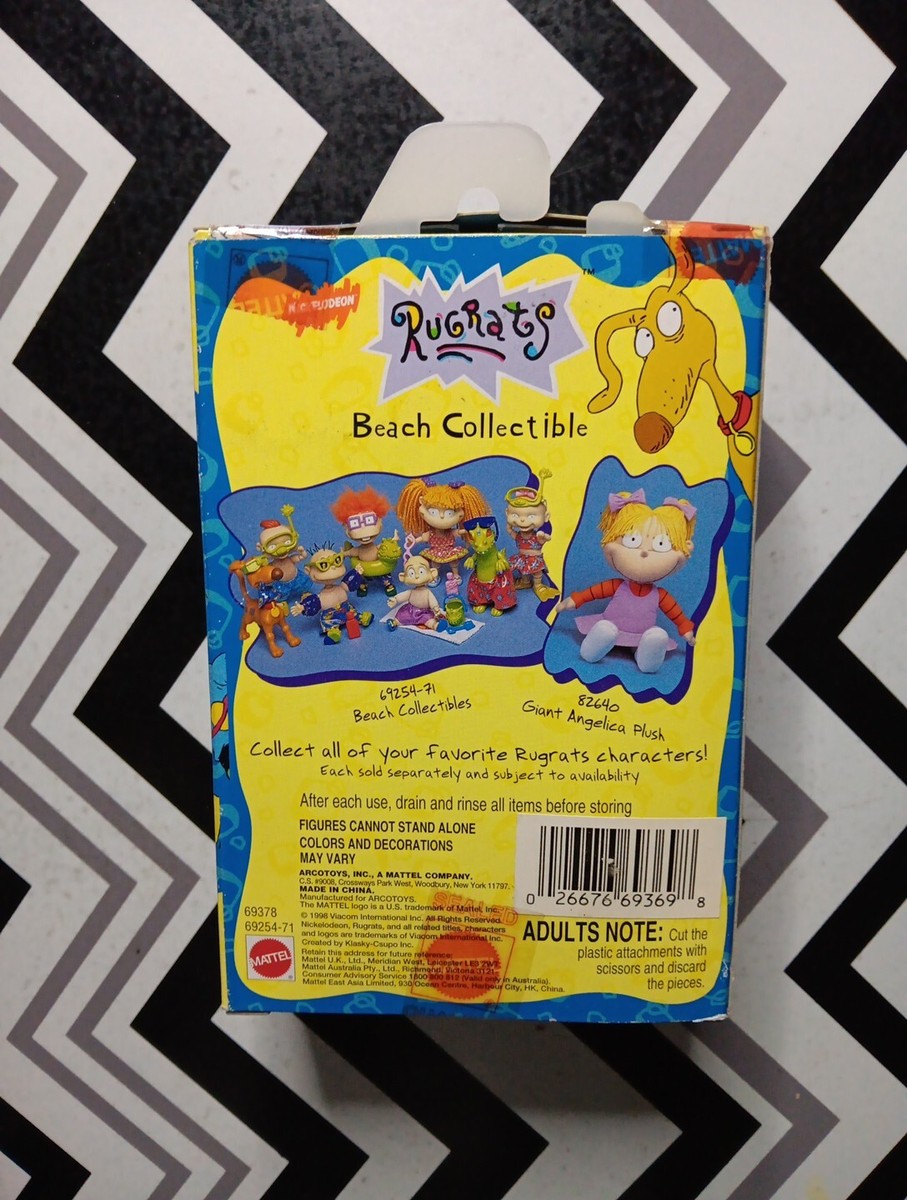 NICKELODEON
Rugrats™
Beach Collectible
69254-71
Beach Collectibles
82640
Giant Angelica Plush
Collect all of your favorite Rugrats characters!
Each sold separately and subject to availability
After each use, drain and rinse all items before storing
FIGURES CANNOT STAND ALONE
COLORS AND DECORATIONS
MAY VARY
ARCOTOYS, INC., A MATTEL COMPANY.
C.S. #9008, Crossways Park West, Woodbury, New York 11797.
MADE IN CHINA.
Manufactured for ARCOTOYS.
The MATTEL logo is a U.S. trademark of Mattel, Inc.
© 1998 Viacom International Inc. All Rights Reserved.
Nickelodeon, Rugrats, and all related titles, characters
and logos are trademarks of Viacom International Inc.
Created by Klasky-Csupo Inc.
Retain this address for future reference:
Mattel U.K., Ltd., Meridian West, Leicester LE3 2WT.
Mattel Australia Pty., Ltd., Richmond, Victoria 3121.
Consumer Advisory Service 1800 800 812 (Valid only in Australia).
Mattel East Asia Limited, 930 Ocean Centre, Harbour City, HK, China.
69378
69254-71
MATTEL
SEALED
0 26676 69369 8
ADULTS NOTE: Cut the
plastic attachments with
scissors and discard
the pieces.